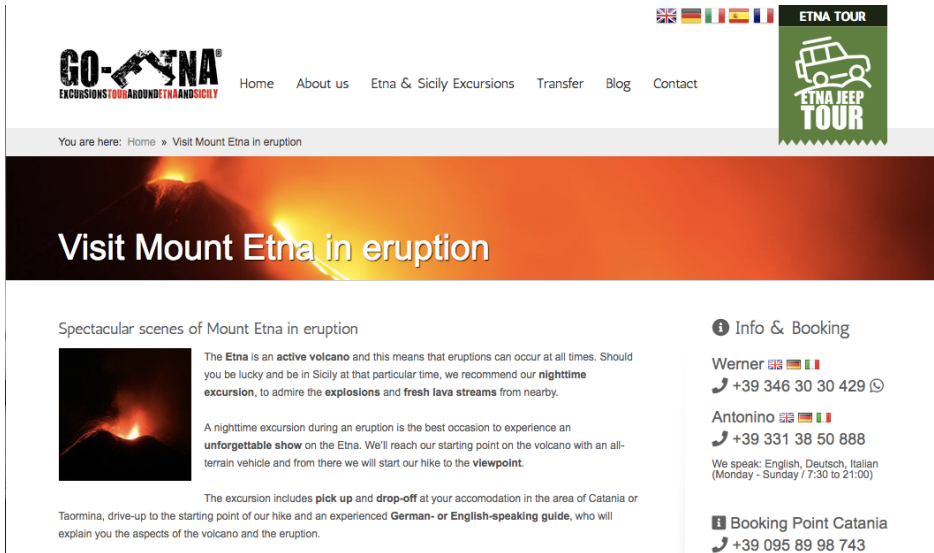 ETNA TOUR
GO-ETNA®
EXCURSIONSTOURAROUNDETNAANDSICILY
Home About us Etna & Sicily Excursions Transfer Blog Contact
ETNA JEEP
TOUR
You are here: Home » Visit Mount Etna in eruption
Visit Mount Etna in eruption
Spectacular scenes of Mount Etna in eruption
The Etna is an active volcano and this means that eruptions can occur at all times. Should
you be lucky and be in Sicily at that particular time, we recommend our nighttime
excursion, to admire the explosions and fresh lava streams from nearby.
A nighttime excursion during an eruption is the best occasion to experience an
unforgettable show on the Etna. We'll reach our starting point on the volcano with an all-
terrain vehicle and from there we will start our hike to the viewpoint.
The excursion includes pick up and drop-off at your accomodation in the area of Catania or
Taormina, drive-up to the starting point of our hike and an experienced German- or English-speaking guide, who will
explain you the aspects of the volcano and the eruption.
Info & Booking
Werner
+39 346 30 30 429
Antonino
+39 331 38 50 888
We speak: English, Deutsch, Italian
(Monday - Sunday / 7:30 to 21:00)
Booking Point Catania
+39 095 89 98 743